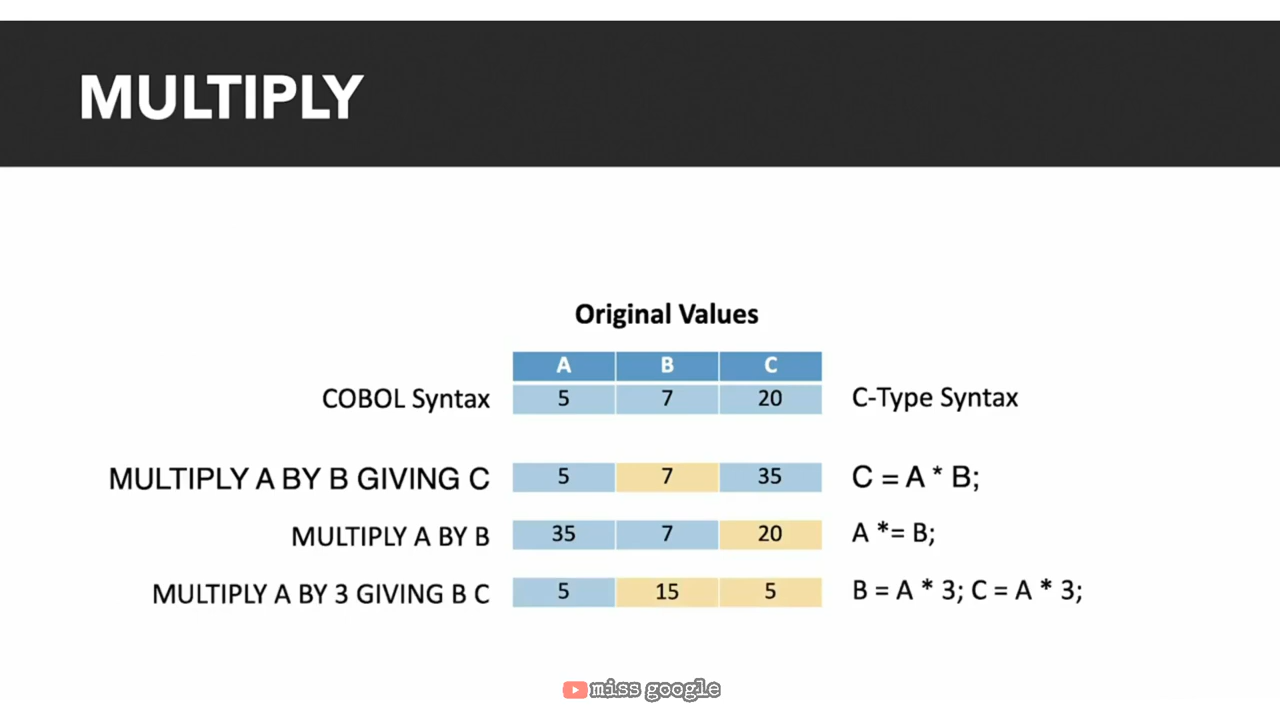 MULTIPLY
Original Values
A B C
COBOL Syntax 5 7 20 C-Type Syntax
MULTIPLY A BY B GIVING C 5 7 35 C = A * B;
MULTIPLY A BY B 35 7 20 A *= B;
MULTIPLY A BY 3 GIVING B C 5 15 5 B = A * 3; C = A * 3;
miss google